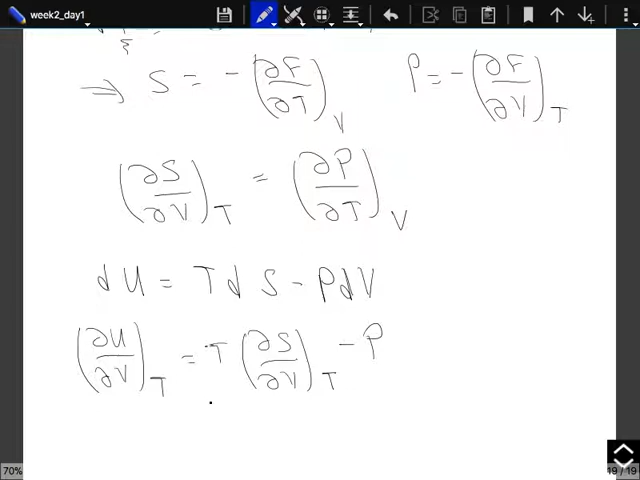 week2_day1
⇒ S = -(∂F/∂T)_V P = -(∂F/∂V)_T
(∂S/∂V)_T = (∂P/∂T)_V
dU = TdS - PdV
(∂U/∂V)_T = T(∂S/∂V)_T - P
70%
19 / 19